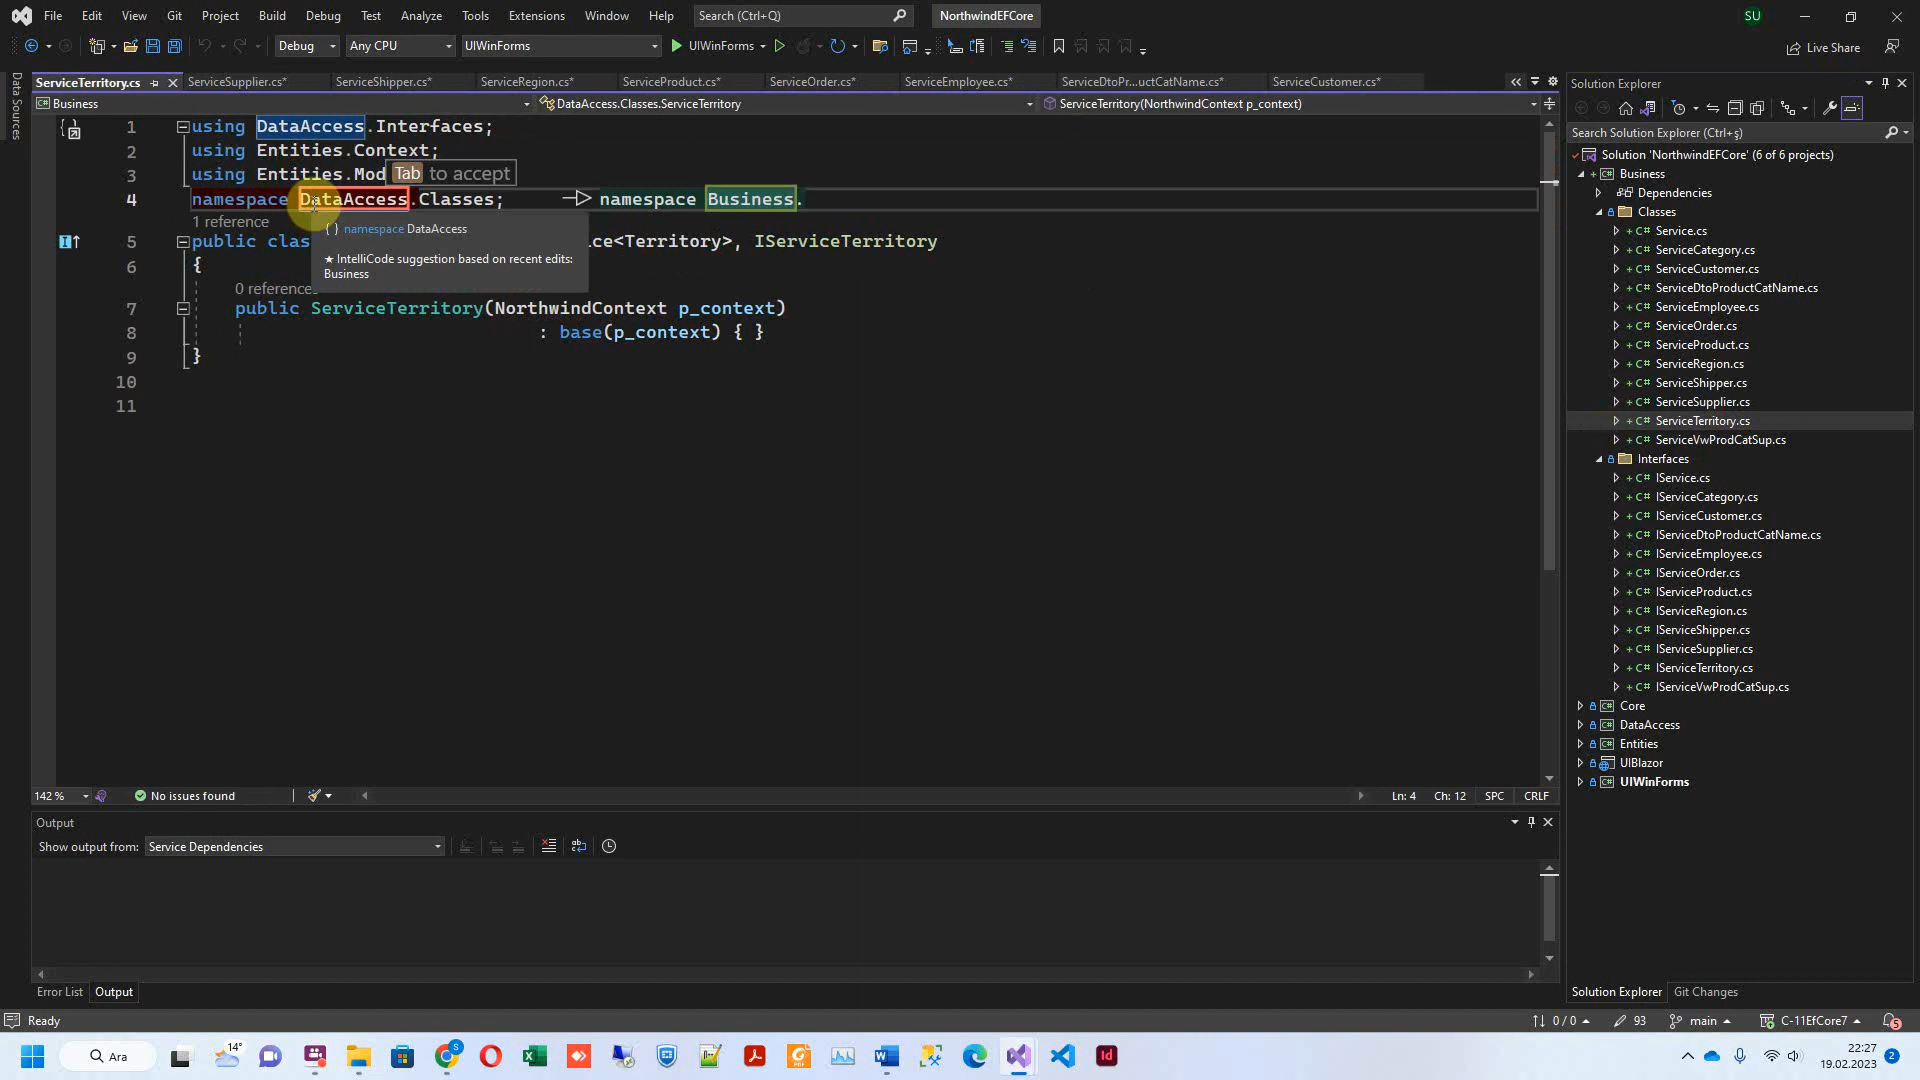 File Edit View Git Project Build Debug Test Analyze Tools Extensions Window Help Search (Ctrl+Q) NorthwindEFCore SU
Debug Any CPU UIWinForms UIWinForms Live Share
Data Sources
ServiceTerritory.cs ServiceSupplier.cs* ServiceShipper.cs* ServiceRegion.cs* ServiceProduct.cs* ServiceOrder.cs* ServiceEmployee.cs* ServiceDtoPr...uctCatName.cs* ServiceCustomer.cs*
Business DataAccess.Classes.ServiceTerritory ServiceTerritory(NorthwindContext p_context)
1 using DataAccess.Interfaces;
2 using Entities.Context;
3 using Entities.Mod Tab to accept
4 namespace DataAccess.Classes; namespace Business.
1 reference
{ } namespace DataAccess
★ IntelliCode suggestion based on recent edits:
Business
5 public clas ice<Territory>, IServiceTerritory
6 {
0 references
7 public ServiceTerritory(NorthwindContext p_context)
8 : base(p_context) { }
9 }
10
11
142 % No issues found Ln: 4 Ch: 12 SPC CRLF
Output
Show output from: Service Dependencies
Error List Output
Solution Explorer
Search Solution Explorer (Ctrl+ş)
Solution 'NorthwindEFCore' (6 of 6 projects)
Business
Dependencies
Classes
C# Service.cs
C# ServiceCategory.cs
C# ServiceCustomer.cs
C# ServiceDtoProductCatName.cs
C# ServiceEmployee.cs
C# ServiceOrder.cs
C# ServiceProduct.cs
C# ServiceRegion.cs
C# ServiceShipper.cs
C# ServiceSupplier.cs
C# ServiceTerritory.cs
C# ServiceVwProdCatSup.cs
Interfaces
C# IService.cs
C# IServiceCategory.cs
C# IServiceCustomer.cs
C# IServiceDtoProductCatName.cs
C# IServiceEmployee.cs
C# IServiceOrder.cs
C# IServiceProduct.cs
C# IServiceRegion.cs
C# IServiceShipper.cs
C# IServiceSupplier.cs
C# IServiceTerritory.cs
C# IServiceVwProdCatSup.cs
Core
DataAccess
Entities
UIBlazor
UIWinForms
Solution Explorer Git Changes
Ready 0 / 0 93 main C-11EfCore7 5
Ara 14° 22:27
19.02.2023 2